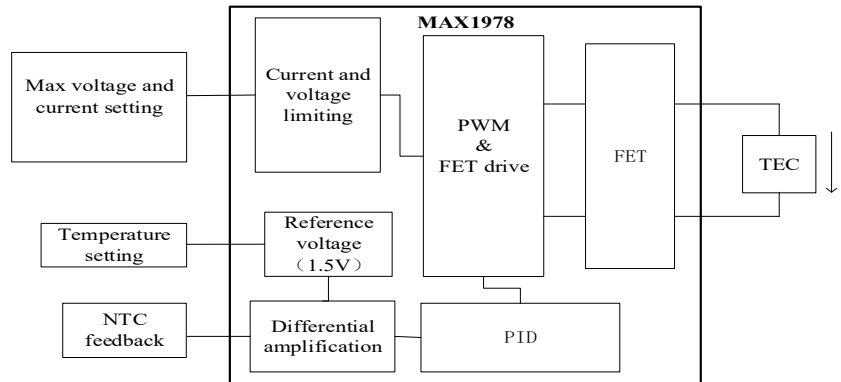 MAX1978
Max voltage and
current setting
Current and
voltage
limiting
PWM
&
FET drive
FET
TEC
Temperature
setting
Reference
voltage
（1.5V）
NTC
feedback
Differential
amplification
PID